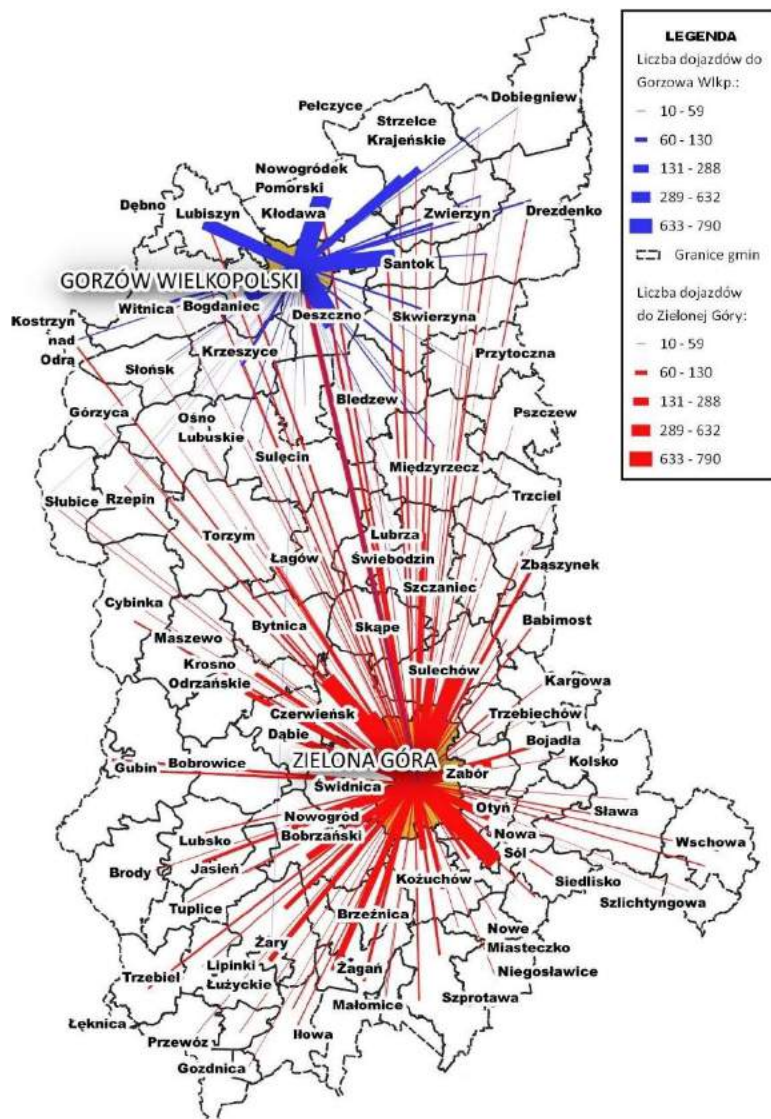 LEGENDA
Liczba dojazdów do
Gorzowa Wlkp.:
10 - 59
60 - 130
131 - 288
289 - 632
633 - 790
Granice gmin
Liczba dojazdów
do Zielonej Góry:
10 - 59
60 - 130
131 - 288
289 - 632
633 - 790
Dobiegniew
Pełczyce
Strzelce
Krajeńskie
Nowogródek
Pomorski
Dębno
Lubiszyn
Kłodawa
Zwierzyn
Drezdenko
Santok
GORZÓW WIELKOPOLSKI
Witnica
Bogdaniec
Deszczno
Skwierzyna
Kostrzyn
nad
Odrą
Krzeszyce
Słońsk
Przytoczna
Górzyca
Bledzew
Ośno
Lubuskie
Pszczew
Sulęcin
Międzyrzecz
Słubice
Rzepin
Trzciel
Torzym
Lubrza
Łagów
Świebodzin
Zbąszynek
Szczaniec
Cybinka
Bytnica
Skąpe
Babimost
Maszewo
Krosno
Odrzańskie
Sulechów
Kargowa
Czerwieńsk
Trzebiechów
Dąbie
Bojadła
ZIELONA GÓRA
Gubin
Bobrowice
Zabór
Kolsko
Świdnica
Otyń
Sława
Nowogród
Bobrzański
Lubsko
Nowa
Sól
Wschowa
Brody
Jasień
Kożuchów
Siedlisko
Szlichtyngowa
Tuplice
Brzeźnica
Nowe
Miasteczko
Żary
Trzebiel
Lipinki
Łużyckie
Żagań
Niegosławice
Małomice
Szprotawa
Łęknica
Przewóz
Iłowa
Gozdnica